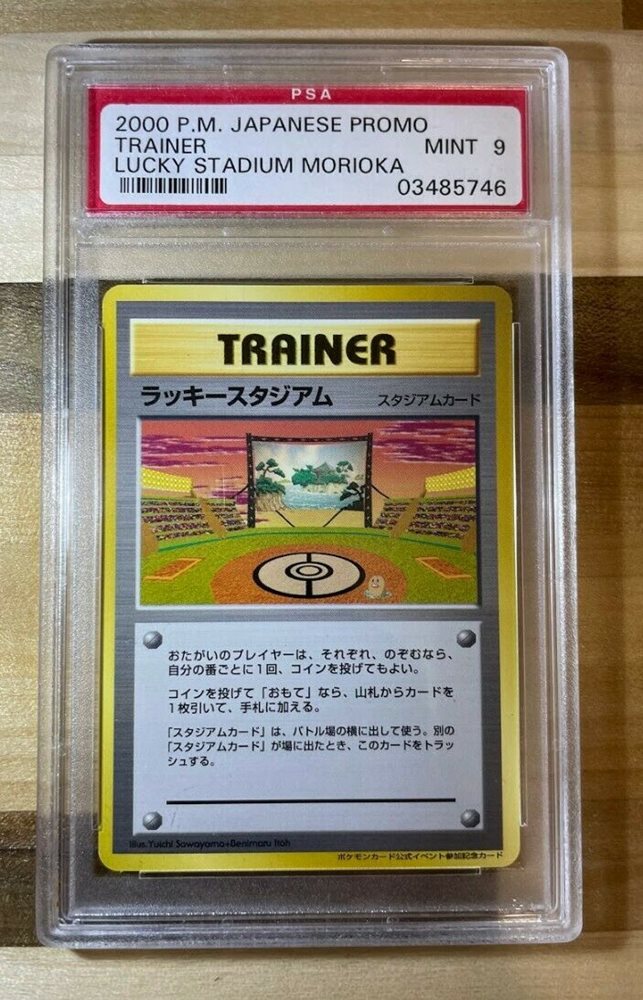 PSA
2000 P.M. JAPANESE PROMO
TRAINER MINT 9
LUCKY STADIUM MORIOKA
03485746
TRAINER
ラッキースタジアム スタジアムカード
おたがいのプレイヤーは、それぞれ、のぞむなら、
自分の番ごとに1回、コインを投げてもよい。
コインを投げて「おもて」なら、山札からカードを
1枚引いて、手札に加える。
「スタジアムカード」は、バトル場の横に出して使う。別の
「スタジアムカード」が場に出たとき、このカードをトラッ
シュする。
Illus. Yuichi Sawayama+Benimaru Itoh
ポケモンカード公式イベント参加記念カード